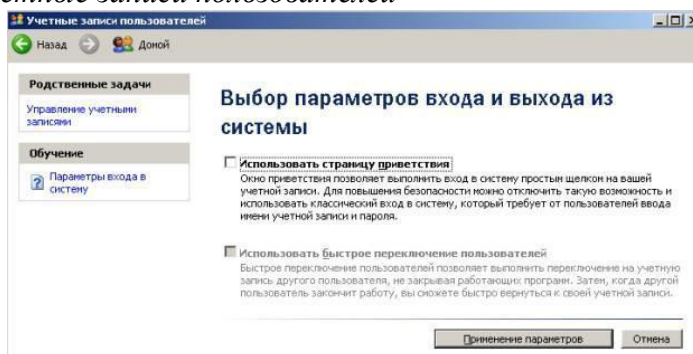 етные записи пользователей
Учетные записи пользователей
Назад
Домой
Родственные задачи
Управление учетными
записями
Обучение
Параметры входа в
систему
Выбор параметров входа и выхода из
системы
Использовать страницу приветствия
Окно приветствия позволяет выполнить вход в систему простым щелчком на вашей
учетной записи. Для повышения безопасности можно отключить такую возможность и
использовать классический вход в систему, который требует от пользователей ввода
имени учетной записи и пароля.
Использовать быстрое переключение пользователей
Быстрое переключение пользователей позволяет выполнить переключение на учетную
запись другого пользователя, не закрывая работающих программ. Затем, когда другой
пользователь закончит работу, вы сможете быстро вернуться к своей учетной записи.
Применение параметров
Отмена